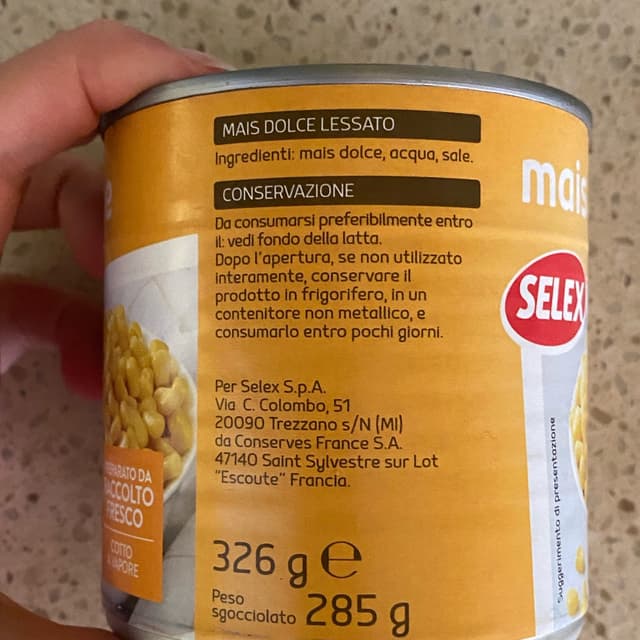 MAIS DOLCE LESSATO
Ingredienti: mais dolce, acqua, sale.
CONSERVAZIONE
Da consumarsi preferibilmente entro
il: vedi fondo della latta.
Dopo l'apertura, se non utilizzato
interamente, conservare il
prodotto in frigorifero, in un
contenitore non metallico, e
consumarlo entro pochi giorni.
Per Selex S.p.A.
Via C. Colombo, 51
20090 Trezzano s/N (MI)
da Conserves France S.A.
47140 Saint Sylvestre sur Lot
"Escoute" Francia.
326 g e
Peso
sgocciolato 285 g
DA
FRESCO
COTTO
mais
SELEX
Suggerimento di presentazione